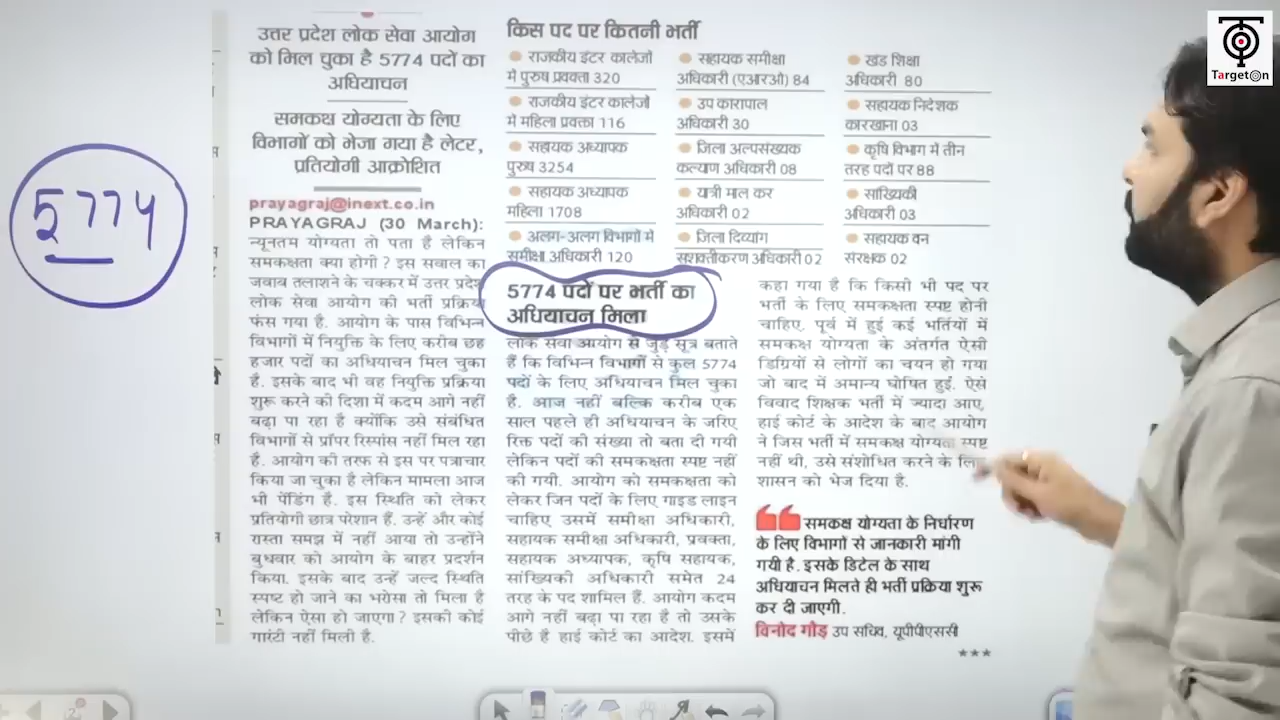 TargetOn
5774
उत्तर प्रदेश लोक सेवा आयोग
को मिल चुका है 5774 पदों का
अधियाचन
समकक्ष योग्यता के लिए
विभागों को भेजा गया है लेटर,
प्रतियोगी आक्रोशित
prayagraj@inext.co.in
PRAYAGRAJ (30 March):
न्यूनतम योग्यता तो पता है लेकिन
समकक्षता क्या होगी? इस सवाल का
जवाब तलाशने के चक्कर में उत्तर प्रदेश
लोक सेवा आयोग की भर्ती प्रक्रिया
फंस गया है. आयोग के पास विभिन्न
विभागों में नियुक्ति के लिए करीब छह
हजार पदों का अधियाचन मिल चुका
है. इसके बाद भी वह नियुक्ति प्रक्रिया
शुरू करने की दिशा में कदम आगे नहीं
बढ़ा पा रहा है क्योंकि उसे संबंधित
विभागों से प्रॉपर रिस्पांस नहीं मिल रहा
है. आयोग की तरफ से इस पर पत्राचार
किया जा चुका है लेकिन मामला आज
भी पेंडिंग है. इस स्थिति को लेकर
प्रतियोगी छात्र परेशान हैं. उन्हें और कोई
रास्ता समझ में नहीं आया तो उन्होंने
बुधवार को आयोग के बाहर प्रदर्शन
किया. इसके बाद उन्हें जल्द स्थिति
स्पष्ट हो जाने का भरोसा तो मिला है
लेकिन ऐसा हो जाएगा? इसकी कोई
गारंटी नहीं मिली है.
किस पद पर कितनी भर्ती
राजकीय इंटर कालेजों
में पुरुष प्रवक्ता 320
राजकीय इंटर कालेजों
में महिला प्रवक्ता 116
सहायक अध्यापक
पुरुष 3254
सहायक अध्यापक
महिला 1708
अलग-अलग विभागों में
समीक्षा अधिकारी 120
सहायक समीक्षा
अधिकारी (एआरओ) 84
उप कारापाल
अधिकारी 30
जिला अल्पसंख्यक
कल्याण अधिकारी 08
यात्री माल कर
अधिकारी 02
जिला दिव्यांग
सशक्तीकरण अधिकारी 02
खंड शिक्षा
अधिकारी 80
सहायक निदेशक
कारखाना 03
कृषि विभाग में तीन
तरह पदों पर 88
सांख्यिकी
अधिकारी 03
सहायक वन
संरक्षक 02
5774 पदों पर भर्ती का
अधियाचन मिला
लोक सेवा आयोग से जुड़े सूत्र बताते
हैं कि विभिन्न विभागों से कुल 5774
पदों के लिए अधियाचन मिल चुका
है. आज नहीं बल्कि करीब एक
साल पहले ही अधियाचन के जरिए
रिक्त पदों की संख्या तो बता दी गयी
लेकिन पदों की समकक्षता स्पष्ट नहीं
की गयी. आयोग को समकक्षता को
लेकर जिन पदों के लिए गाइड लाइन
चाहिए उसमें समीक्षा अधिकारी,
सहायक समीक्षा अधिकारी, प्रवक्ता,
सहायक अध्यापक, कृषि सहायक,
सांख्यिकी अधिकारी समेत 24
तरह के पद शामिल हैं. आयोग कदम
आगे नहीं बढ़ा पा रहा है तो उसके
पीछे है हाई कोर्ट का आदेश. इसमें
कहा गया है कि किसी भी पद पर
भर्ती के लिए समकक्षता स्पष्ट होनी
चाहिए. पूर्व में हुई कई भर्तियों में
समकक्ष योग्यता के अंतर्गत ऐसी
डिग्रियों से लोगों का चयन हो गया
जो बाद में अमान्य घोषित हुई. ऐसे
विवाद शिक्षक भर्ती में ज्यादा आए,
हाई कोर्ट के आदेश के बाद आयोग
ने जिस भर्ती में समकक्ष योग्यता स्पष्ट
नहीं थी, उसे संशोधित करने के लिए
शासन को भेज दिया है.
समकक्ष योग्यता के निर्धारण
के लिए विभागों से जानकारी मांगी
गयी है. इसके डिटेल के साथ
अधियाचन मिलते ही भर्ती प्रक्रिया शुरू
कर दी जाएगी.
विनोद गौड़ उप सचिव, यूपीपीएससी
***